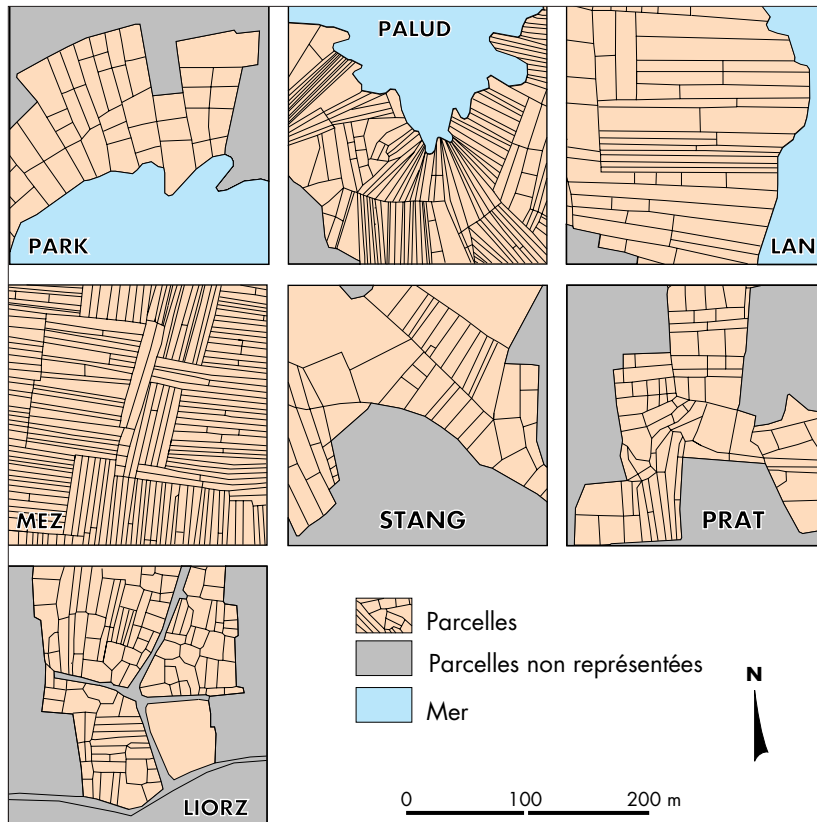 PALUD
PARK
LAN
MEZ
STANG
PRAT
LIORZ
Parcelles
Parcelles non représentées
Mer
N
0 100 200 m